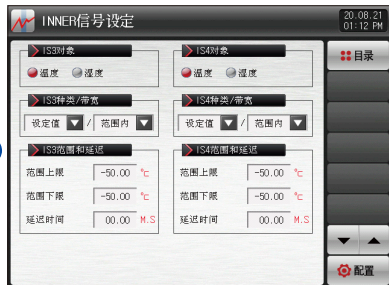 INNER信号设定
20.08.21
01:12 PM
IS3对象
温度 湿度
IS4对象
温度 湿度
目录
IS3种类/带宽
设定值 / 范围内
IS4种类/带宽
设定值 / 范围内
IS3范围和延迟
范围上限 -50.00 ℃
范围下限 -50.00 ℃
延迟时间 00.00 M.S
IS4范围和延迟
范围上限 -50.00 ℃
范围下限 -50.00 ℃
延迟时间 00.00 M.S
配置